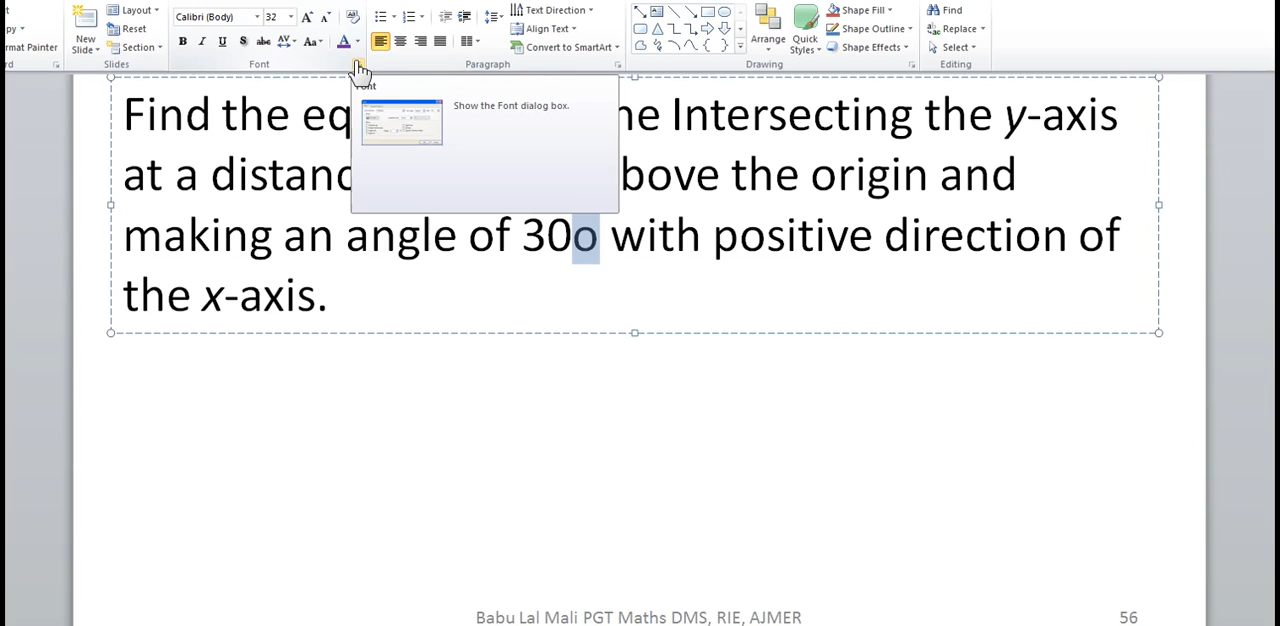 Layout
Calibri (Body)
32
Text Direction
Shape Fill
Find
New
Reset
Align Text
Shape Outline
Replace
rmat Painter
Slide
Section
B I U S abc AV Aa A
Convert to SmartArt
Arrange
Quick
Styles
Shape Effects
Select
Slides
Font
Paragraph
Drawing
Editing
Show the Font dialog box.
Find the eq ne Intersecting the y-axis
at a distanc bove the origin and
making an angle of 30o with positive direction of
the x-axis.
Babu Lal Mali PGT Maths DMS, RIE, AJMER
56